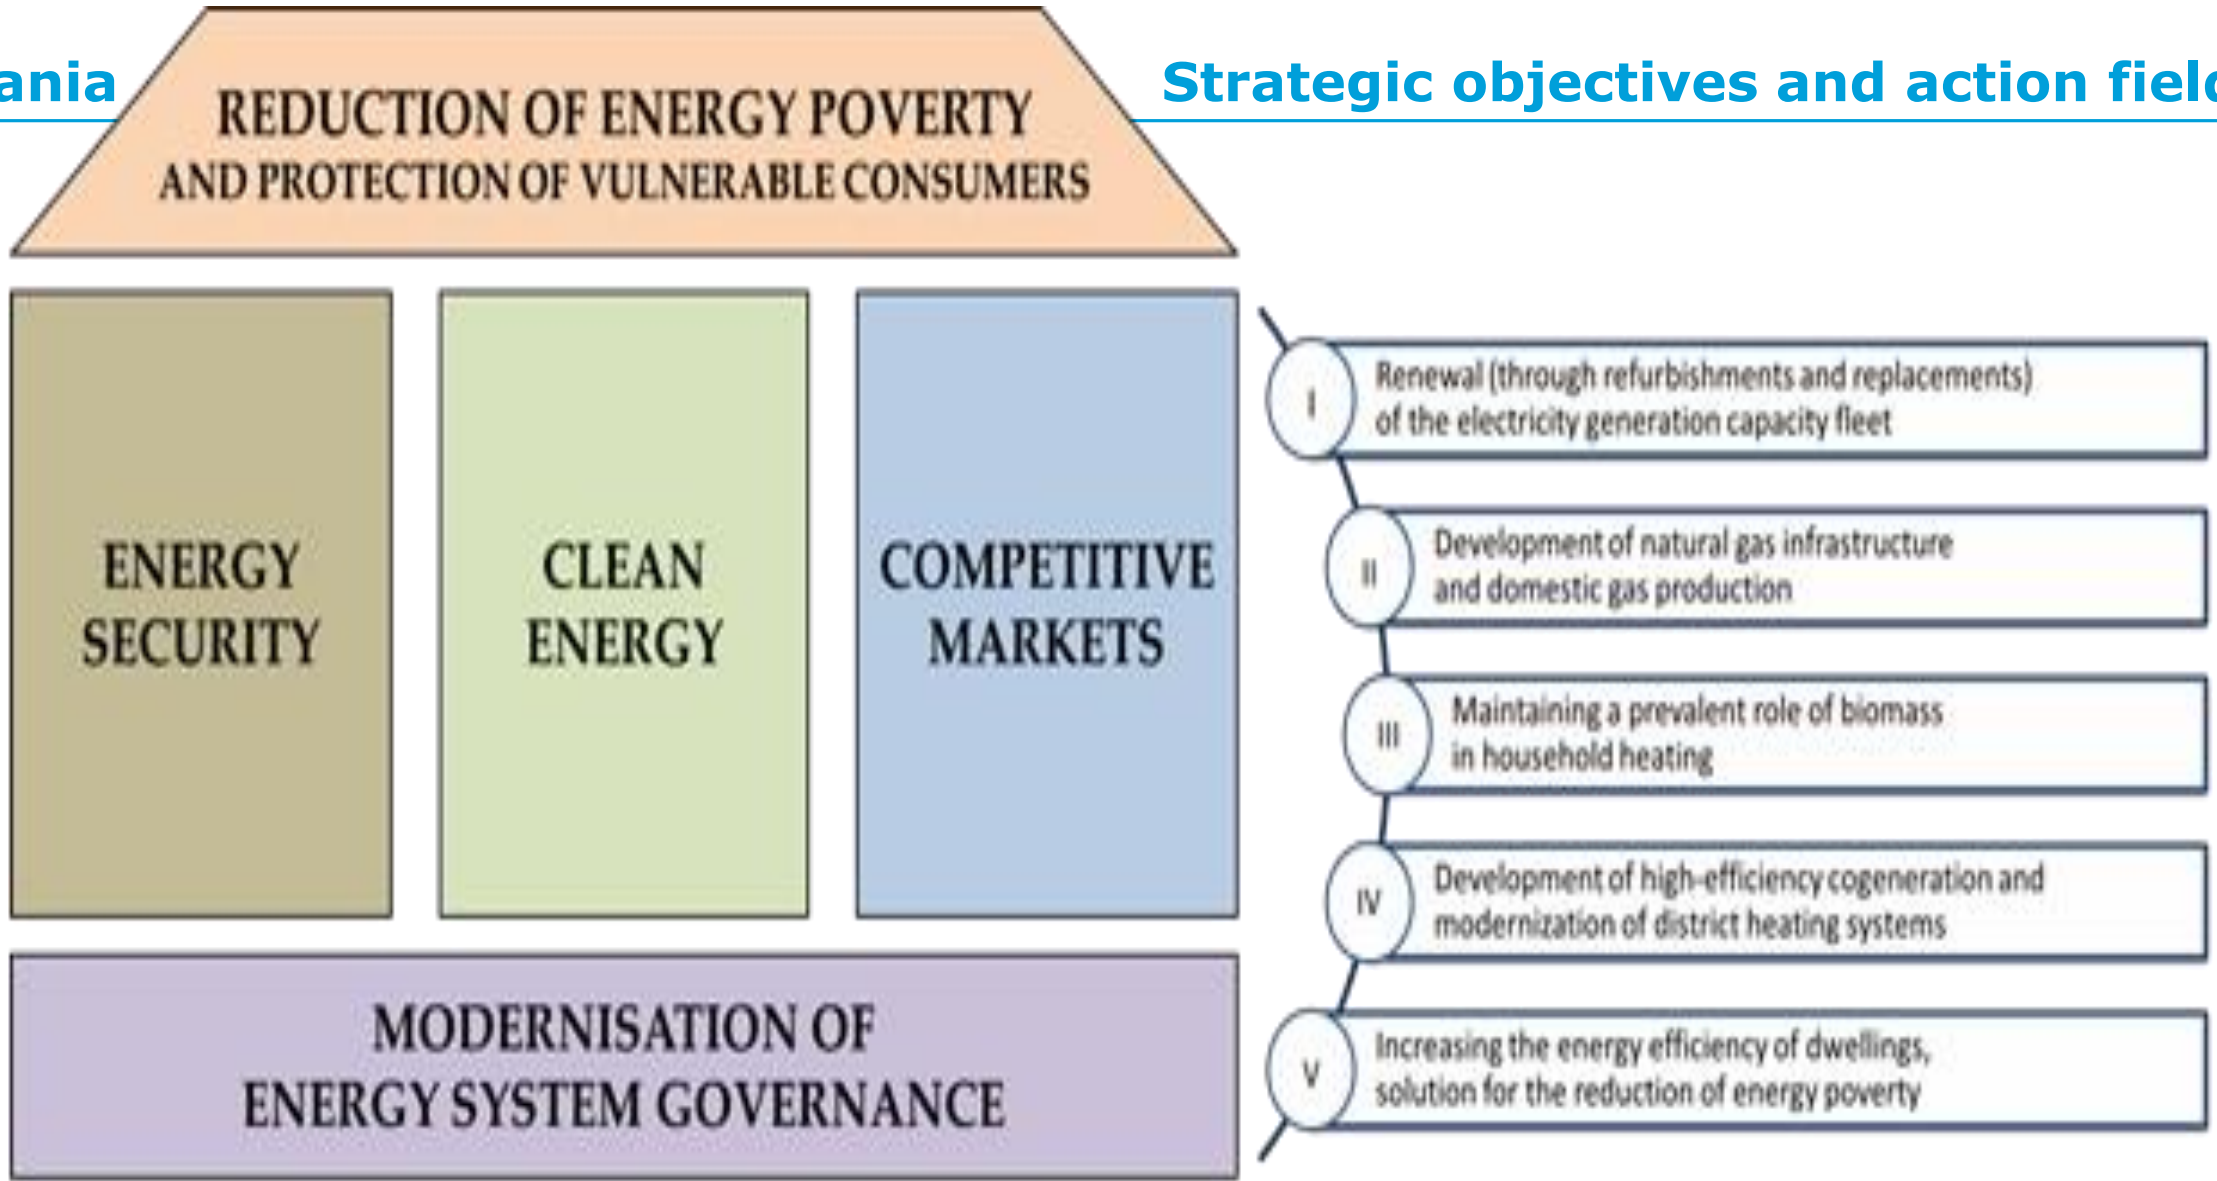 ania
Strategic objectives and action field
REDUCTION OF ENERGY POVERTY
AND PROTECTION OF VULNERABLE CONSUMERS
ENERGY
SECURITY
CLEAN
ENERGY
COMPETITIVE
MARKETS
MODERNISATION OF
ENERGY SYSTEM GOVERNANCE
I
Renewal (through refurbishments and replacements)
of the electricity generation capacity fleet
II
Development of natural gas infrastructure
and domestic gas production
III
Maintaining a prevalent role of biomass
in household heating
IV
Development of high-efficiency cogeneration and
modernization of district heating systems
V
Increasing the energy efficiency of dwellings,
solution for the reduction of energy poverty